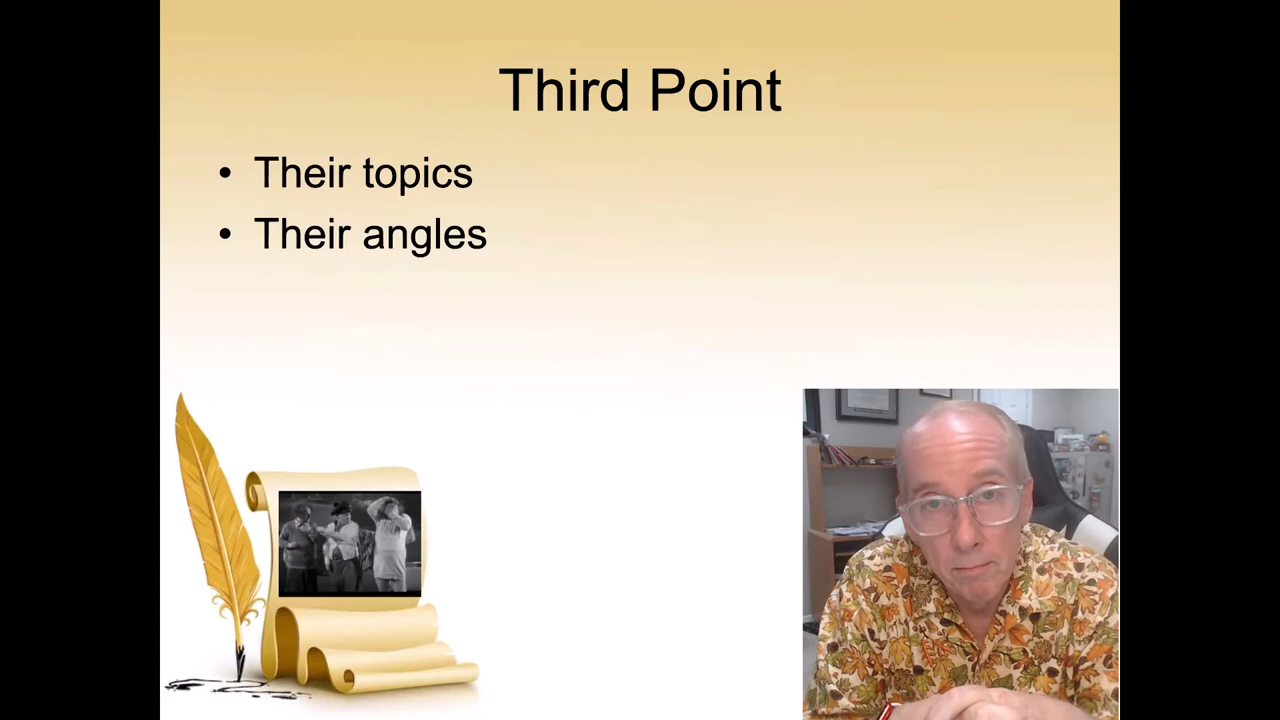 Third Point
• Their topics
• Their angles